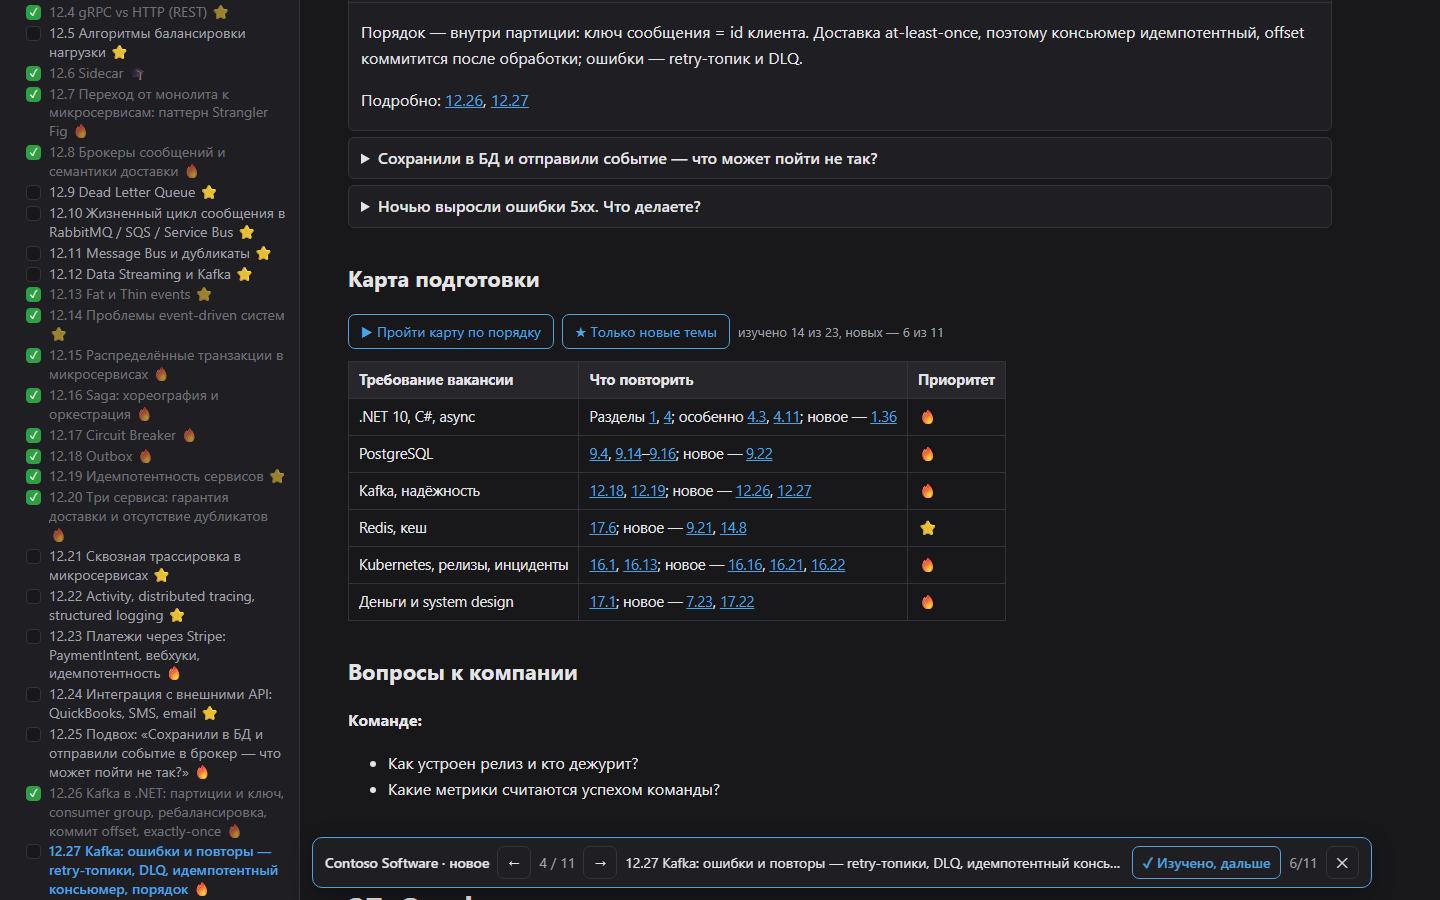 12.4 gRPC vs HTTP (REST)
12.5 Алгоритмы балансировки
нагрузки
12.6 Sidecar
12.7 Переход от монолита к
микросервисам: паттерн Strangler
Fig
12.8 Брокеры сообщений и
семантики доставки
12.9 Dead Letter Queue
12.10 Жизненный цикл сообщения в
RabbitMQ / SQS / Service Bus
12.11 Message Bus и дубликаты
12.12 Data Streaming и Kafka
12.13 Fat и Thin events
12.14 Проблемы event-driven систем
12.15 Распределённые транзакции в
микросервисах
12.16 Saga: хореография и
оркестрация
12.17 Circuit Breaker
12.18 Outbox
12.19 Идемпотентность сервисов
12.20 Три сервиса: гарантия
доставки и отсутствие дубликатов
12.21 Сквозная трассировка в
микросервисах
12.22 Activity, distributed tracing,
structured logging
12.23 Платежи через Stripe:
PaymentIntent, вебхуки,
идемпотентность
12.24 Интеграция с внешними API:
QuickBooks, SMS, email
12.25 Подвох: «Сохранили в БД и
отправили событие в брокер — что
может пойти не так?»
12.26 Kafka в .NET: партиции и ключ,
consumer group, ребалансировка,
коммит offset, exactly-once
12.27 Kafka: ошибки и повторы —
retry-топики, DLQ, идемпотентный
консьюмер, порядок
Порядок — внутри партиции: ключ сообщения = id клиента. Доставка at-least-once, поэтому консьюмер идемпотентный, offset
коммитится после обработки; ошибки — retry-топик и DLQ.
Подробно: 12.26, 12.27
▶ Сохранили в БД и отправили событие — что может пойти не так?
▶ Ночью выросли ошибки 5xx. Что делаете?
Карта подготовки
▶ Пройти карту по порядку ★ Только новые темы изучено 14 из 23, новых — 6 из 11
Требование вакансии Что повторить Приоритет
.NET 10, C#, async Разделы 1, 4; особенно 4.3, 4.11; новое — 1.36
PostgreSQL 9.4, 9.14–9.16; новое — 9.22
Kafka, надёжность 12.18, 12.19; новое — 12.26, 12.27
Redis, кеш 17.6; новое — 9.21, 14.8
Kubernetes, релизы, инциденты 16.1, 16.13; новое — 16.16, 16.21, 16.22
Деньги и system design 17.1; новое — 7.23, 17.22
Вопросы к компании
Команде:
• Как устроен релиз и кто дежурит?
• Какие метрики считаются успехом команды?
Contoso Software · новое ← 4 / 11 → 12.27 Kafka: ошибки и повторы — retry-топики, DLQ, идемпотентный консь... ✓ Изучено, дальше 6/11 ✕